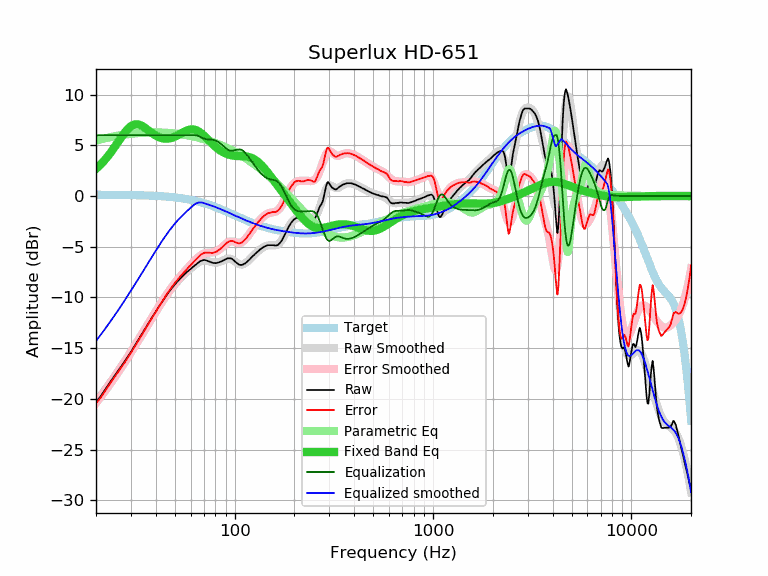 Superlux HD-651
Amplitude (dBr)
10
5
0
−5
−10
−15
−20
−25
−30
Target
Raw Smoothed
Error Smoothed
Raw
Error
Parametric Eq
Fixed Band Eq
Equalization
Equalized smoothed
100
1000
10000
Frequency (Hz)